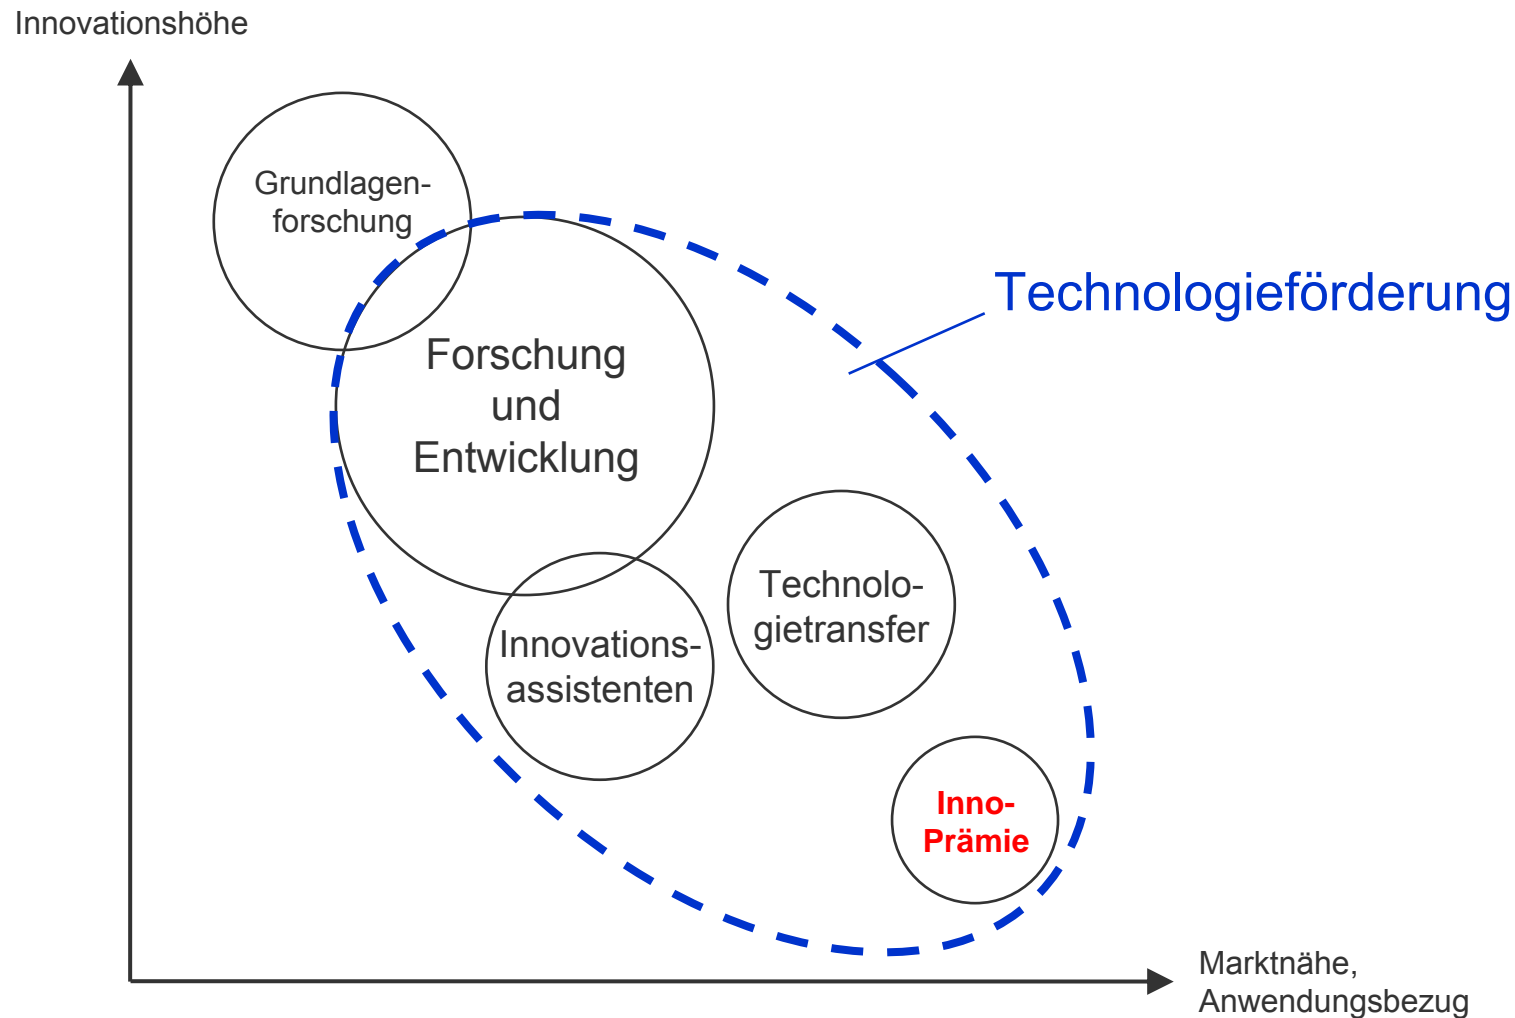 Innovationshöhe
Grundlagen-
forschung
Technologieförderung
Forschung
und
Entwicklung
Technolo-
gietransfer
Innovations-
assistenten
Inno-
Prämie
Marktnähe,
Anwendungsbezug